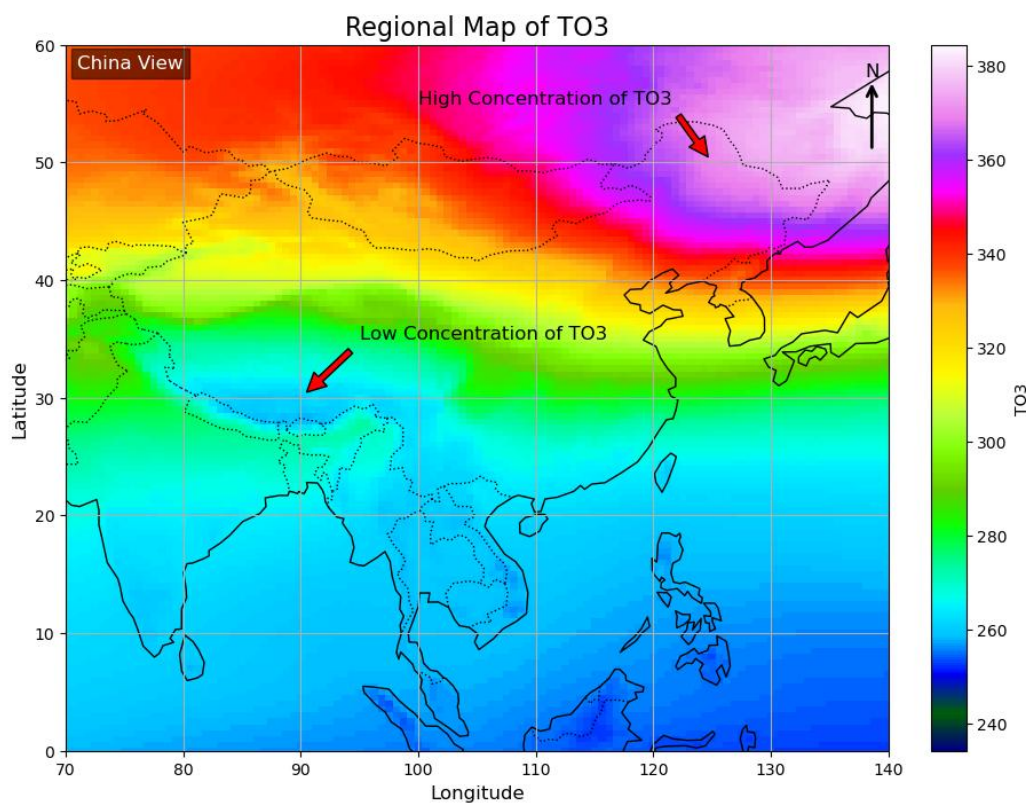 Regional Map of TO3
China View
N
High Concentration of TO3
Low Concentration of TO3
60
50
40
30
20
10
0
Latitude
70
80
90
100
110
120
130
140
Longitude
380
360
340
320
300
280
260
240
TO3